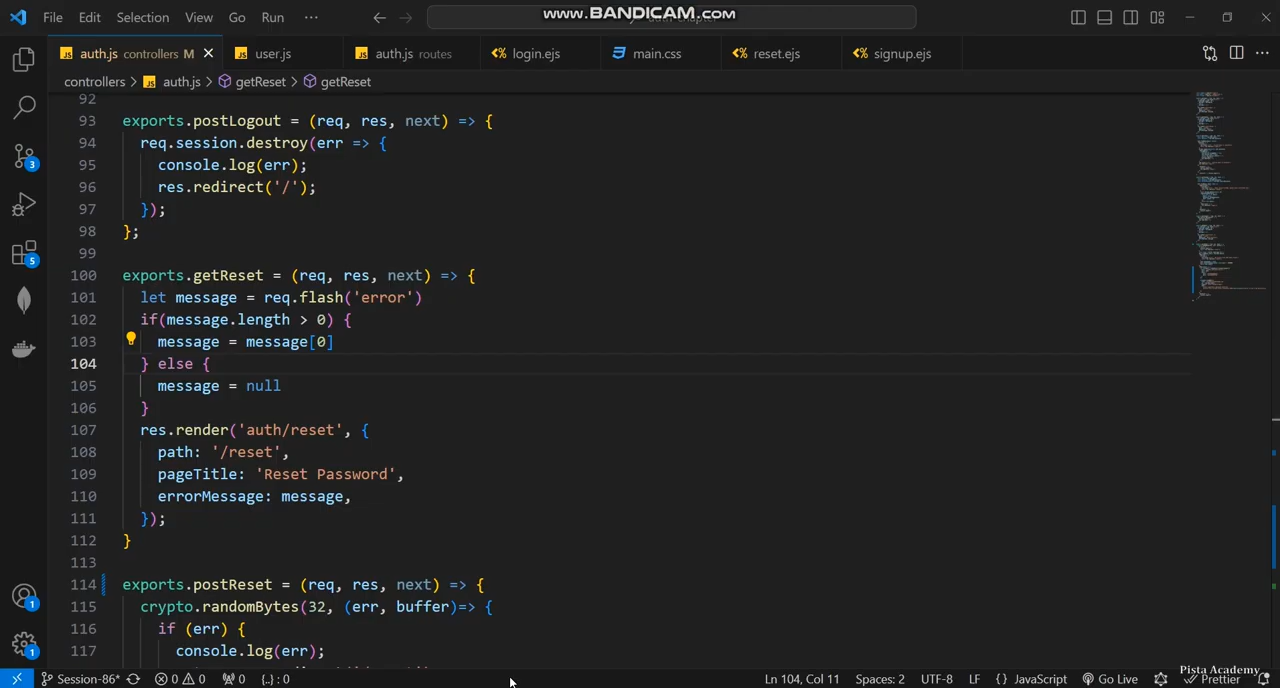 File Edit Selection View Go Run ···
www.BANDICAM.com
auth.js controllers M
user.js
auth.js routes
login.ejs
main.css
reset.ejs
signup.ejs
controllers > auth.js > getReset > getReset
92
93 exports.postLogout = (req, res, next) => {
94 req.session.destroy(err => {
95 console.log(err);
96 res.redirect('/');
97 });
98 };
99
100 exports.getReset = (req, res, next) => {
101 let message = req.flash('error')
102 if(message.length > 0) {
103 message = message[0]
104 } else {
105 message = null
106 }
107 res.render('auth/reset', {
108 path: '/reset',
109 pageTitle: 'Reset Password',
110 errorMessage: message,
111 });
112 }
113
114 exports.postReset = (req, res, next) => {
115 crypto.randomBytes(32, (err, buffer)=> {
116 if (err) {
117 console.log(err);
3
5
1
1
Pista Academy
Session-86* 0 0 0 {..} : 0 Ln 104, Col 11 Spaces: 2 UTF-8 LF {} JavaScript Go Live Prettier